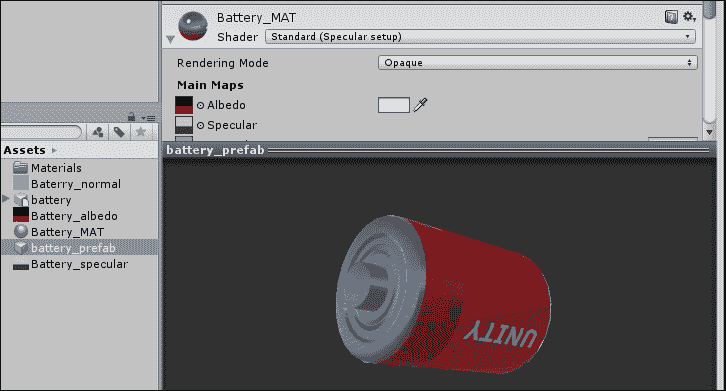 Battery_MAT
Shader Standard (Specular setup)
Rendering Mode Opaque
Main Maps
Albedo
Specular
Assets
Materials
Baterry_normal
battery
Battery_albedo
Battery_MAT
battery_prefab
Battery_specular
battery_prefab
UNITY